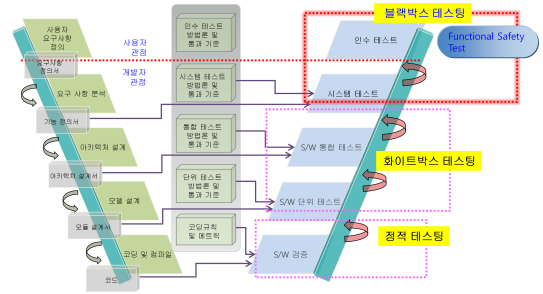 블랙박스 테스팅
사용자
요구사항
정의
사용자
관점
인수 테스트
방법론 및
통과 기준
인수 테스트
Functional Safety
Test
요구사항
정의서
개발자
관점
요구 사항 분석
시스템 테스트
방법론 및
통과 기준
시스템 테스트
기능 정의서
아키텍처 설계
통합 테스트
방법론 및
통과 기준
S/W 통합 테스트
화이트박스 테스팅
아키텍처 설계서
모델 설계
단위 테스트
방법론 및
통과 기준
S/W 단위 테스트
모듈 설계서
코딩규칙
및 메트릭
정적 테스팅
코딩 및 컴파일
S/W 검증
코드